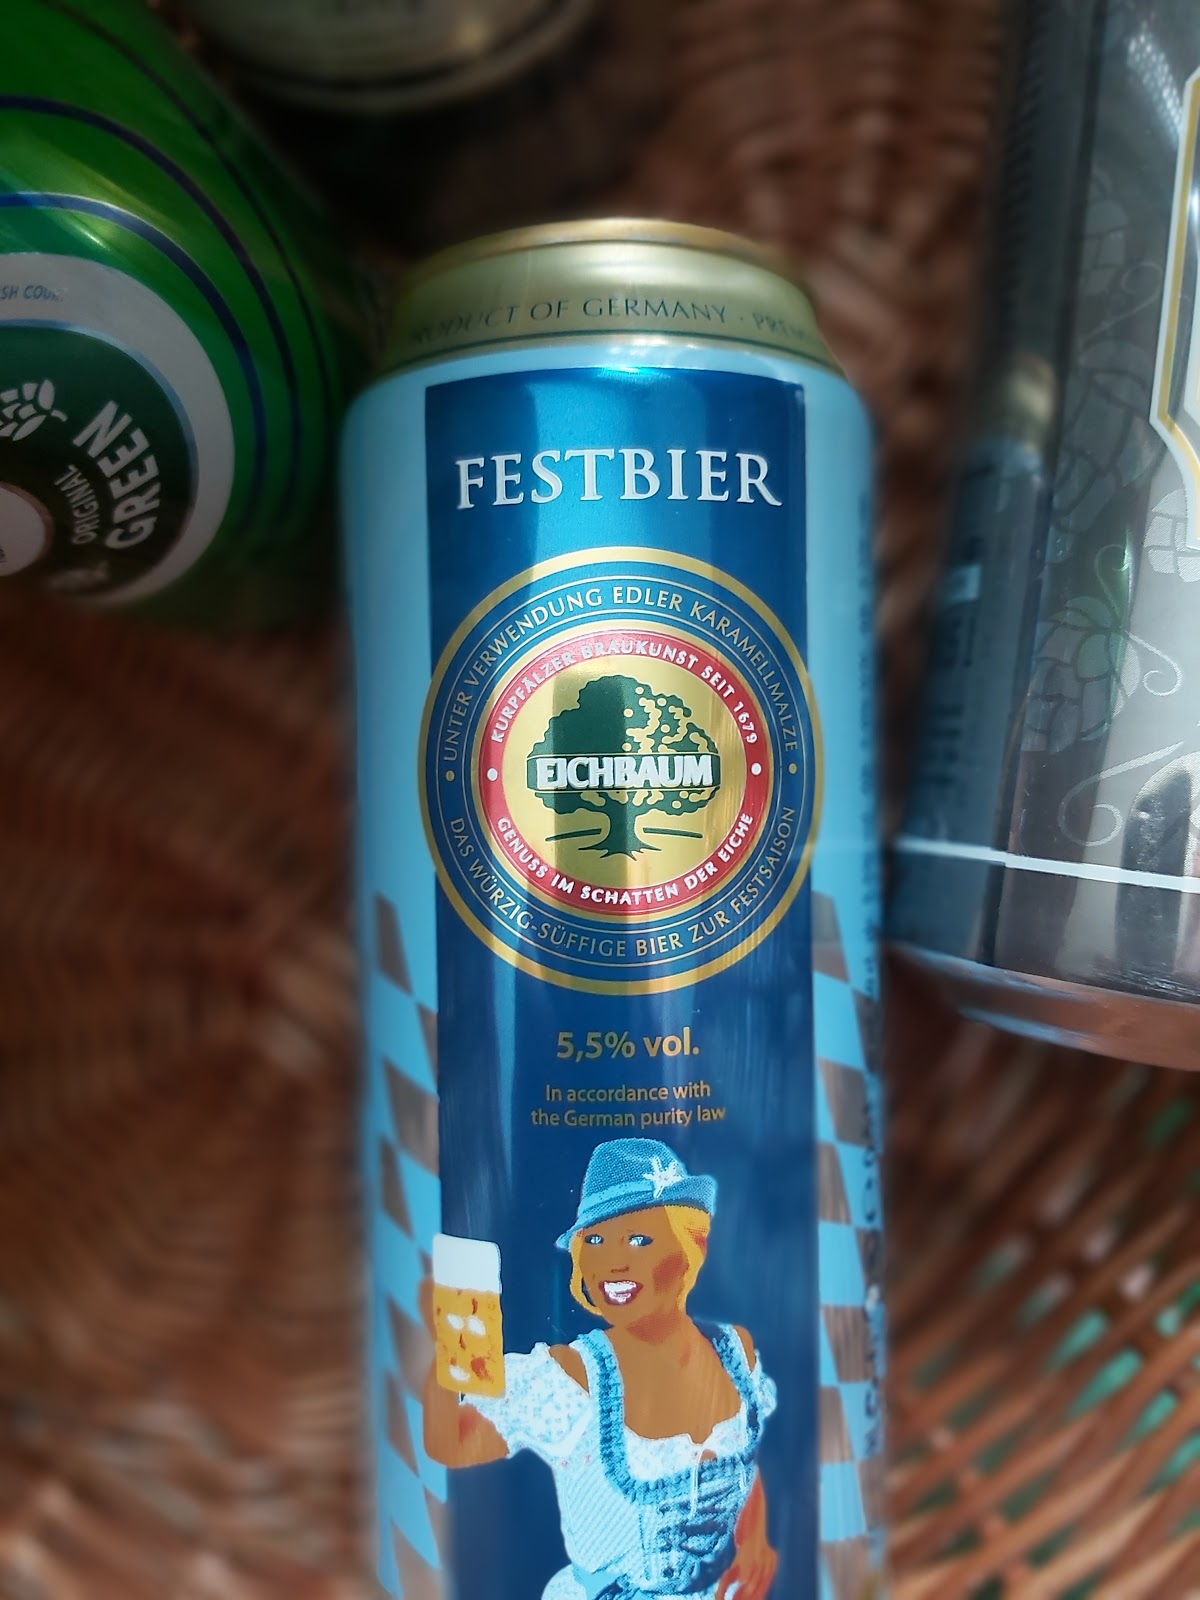 PRODUCT OF GERMANY ·
FESTBIER
UNTER VERWENDUNG EDLER KARAMELLMALZE
KURPFÄLZER BRAUKUNST SEIT 1679
EICHBAUM
GENUSS IM SCHATTEN DER EICHE
DAS WÜRZIG-SÜFFIGE BIER ZUR FESTSAISON
5,5% vol.
In accordance with
the German purity law
ORIGINAL
GREEN